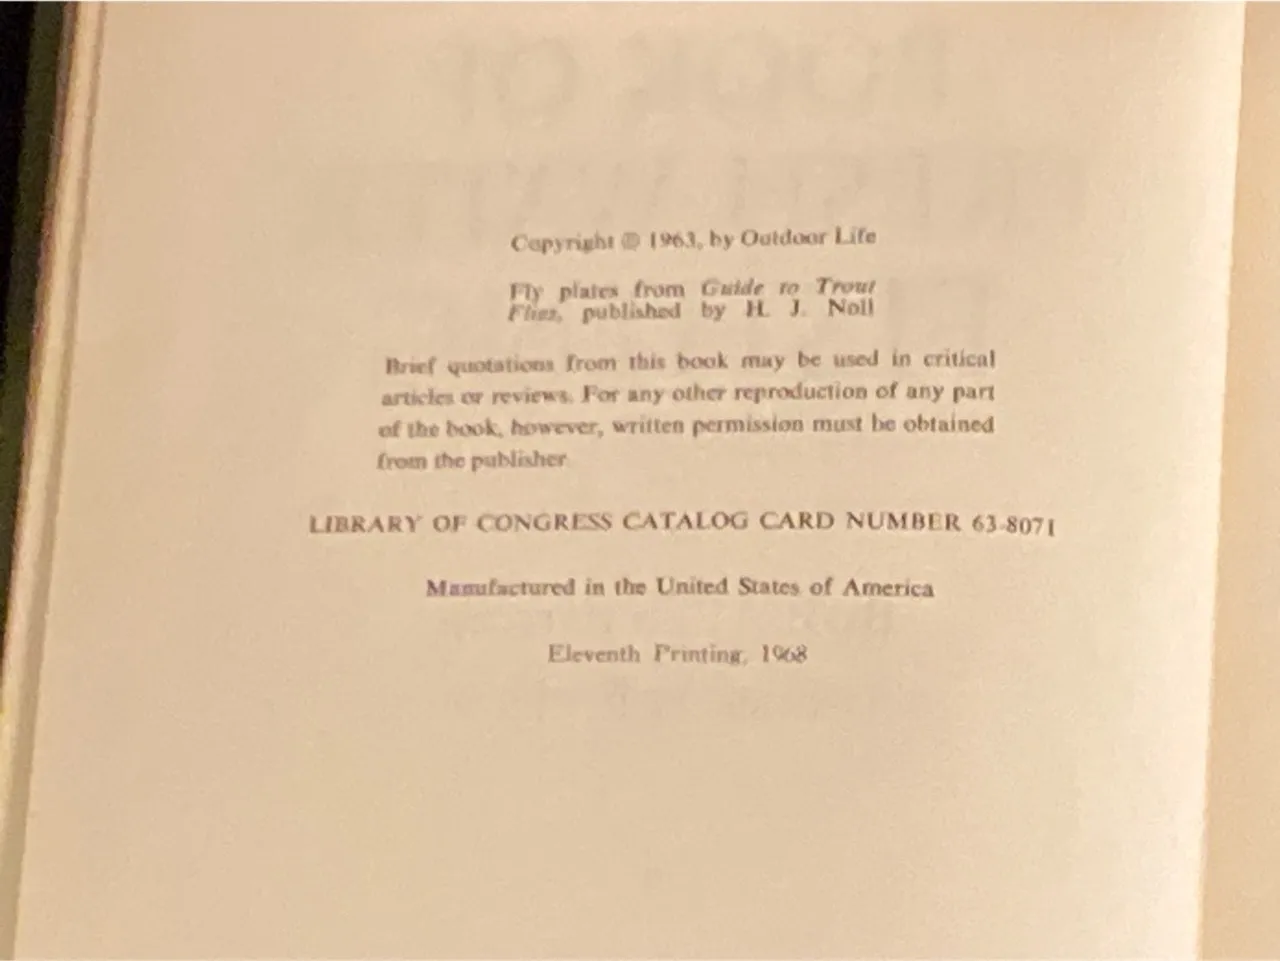 Copyright © 1963, by Outdoor Life
Fly plates from Guide to Trout
Flies, published by H. J. Noll
Brief quotations from this book may be used in critical
articles or reviews. For any other reproduction of any part
of the book, however, written permission must be obtained
from the publisher.
LIBRARY OF CONGRESS CATALOG CARD NUMBER 63-8071
Manufactured in the United States of America
Eleventh Printing, 1968